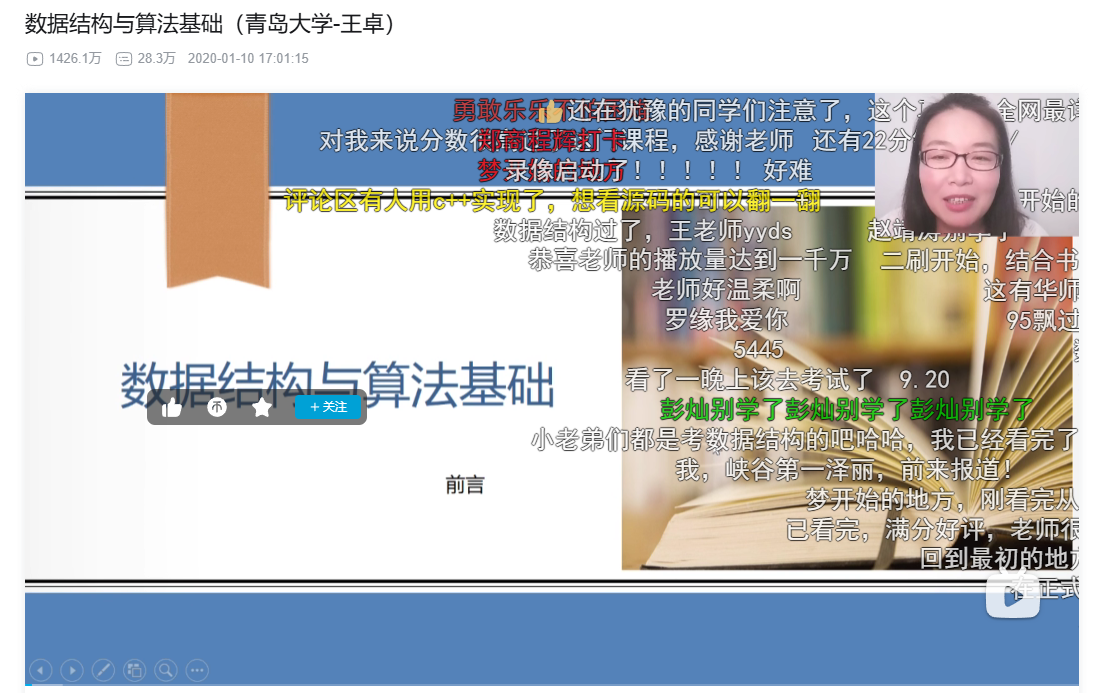 数据结构与算法基础（青岛大学-王卓）
1426.1万 28.3万 2020-01-10 17:01:15
勇敢乐乐不
还在犹豫的同学们注意了，这个
全网最详
对我来说分数很
课程，感谢老师
还有22分
郑商程辉打卡
梦
录像启动了！！！！！！
好难
评论区有人用c++实现了，想看源码的可以翻一翻
开始的
数据结构过了，王老师yyds
赵靖涛别学了
恭喜老师的播放量达到一千万
二刷开始，结合书
老师好温柔啊
这有华师
罗缘我爱你
95飘过
5445
看了一晚上该去考试了
9.20
数据结构与算法基础
+ 关注
彭灿别学了彭灿别学了彭灿别学了
小老弟们都是考数据结构的吧哈哈，我已经看完了
我，峡谷第一泽丽，前来报道！
前言
梦开始的地方，刚看完从
已看完，满分好评，老师很
回到最初的地方
在正式